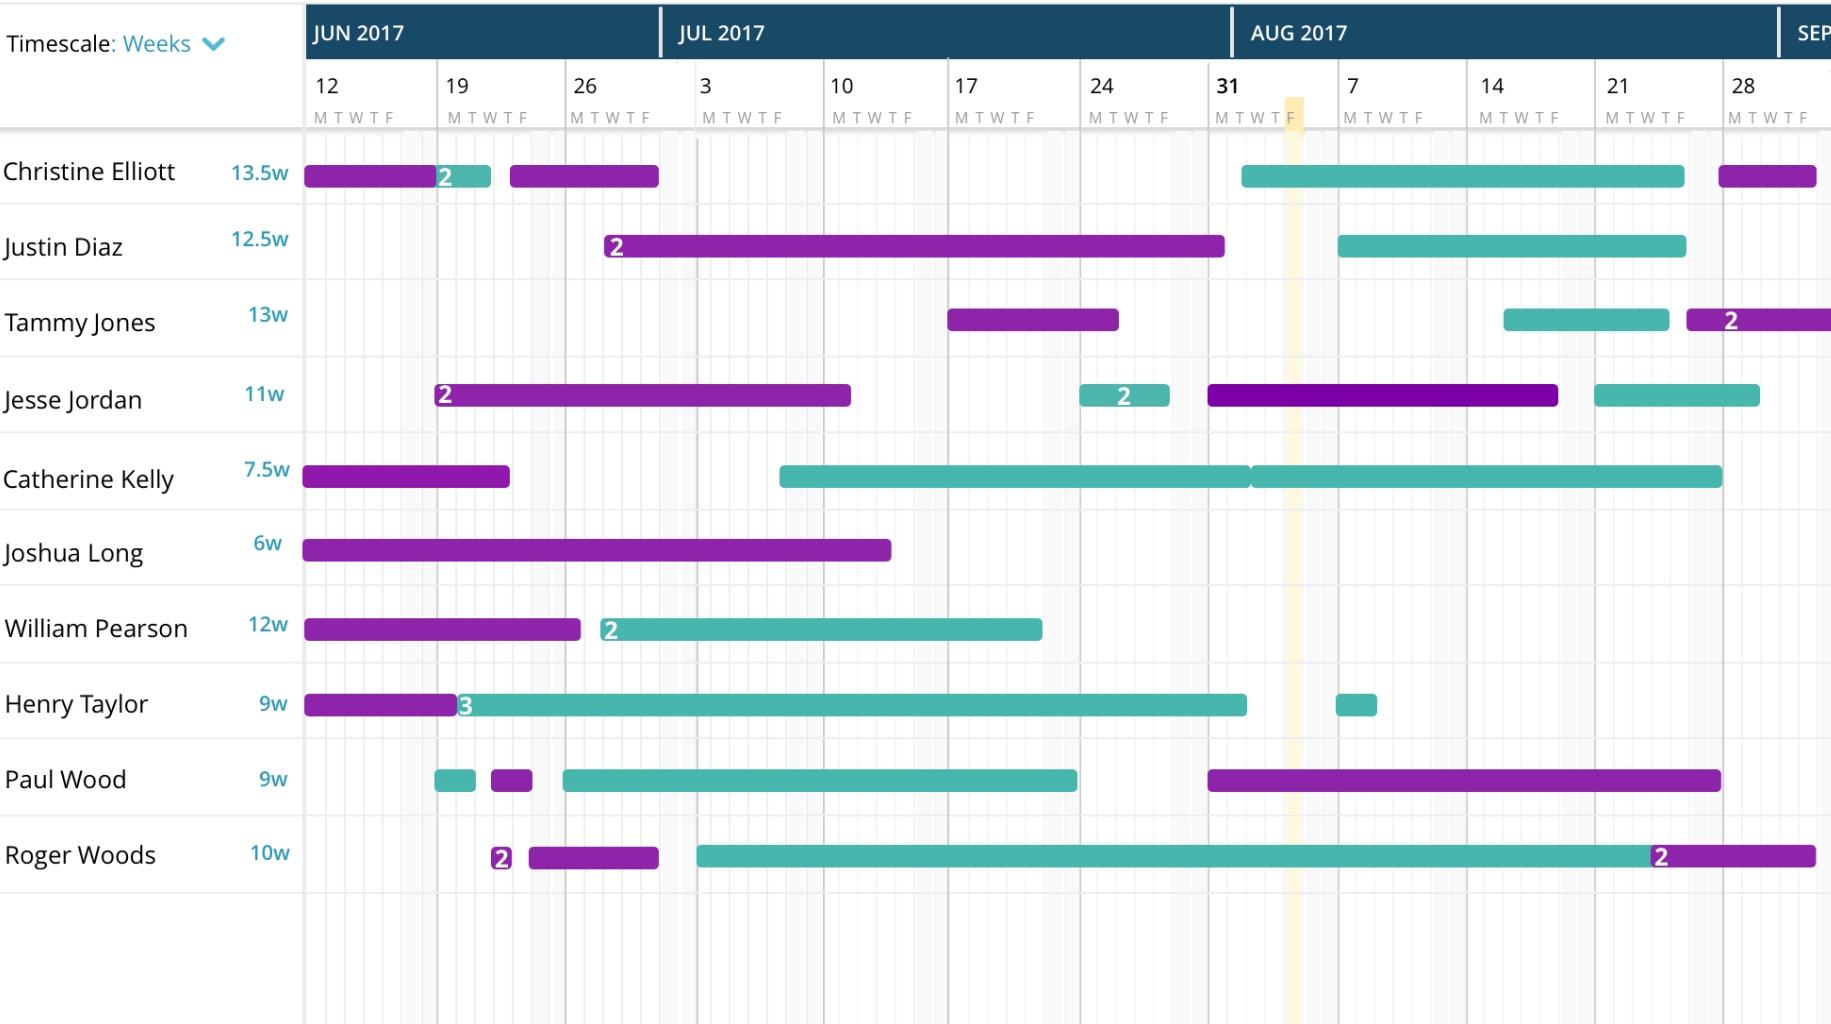 JUN 2017 JUL 2017 AUG 2017 SEP
Timescale: Weeks
12 19 26 3 10 17 24 31 7 14 21 28
M T W T F M T W T F M T W T F M T W T F M T W T F M T W T F M T W T F M T W T F M T W T F M T W T F M T W T F M T W T F
Christine Elliott 13.5w 2
Justin Diaz 12.5w 2
Tammy Jones 13w 2
Jesse Jordan 11w 2 2
Catherine Kelly 7.5w
Joshua Long 6w
William Pearson 12w 2
Henry Taylor 9w 3
Paul Wood 9w
Roger Woods 10w 2 2